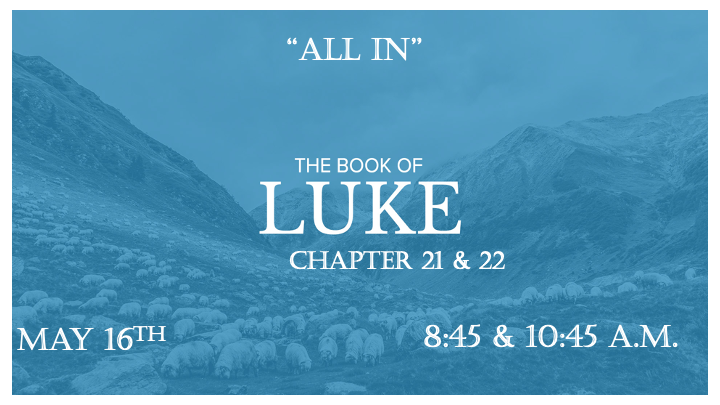 “ALL IN”
THE BOOK OF
LUKE
CHAPTER 21 & 22
MAY 16TH
8:45 & 10:45 A.M.